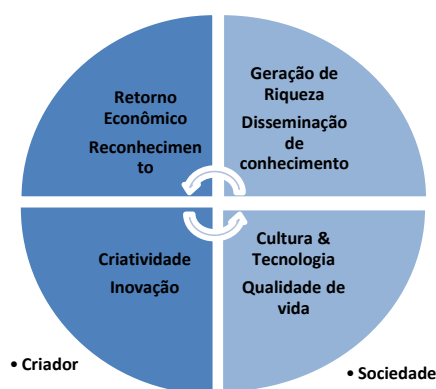 Retorno
Econômico
Reconhecimen
to
Geração de
Riqueza
Disseminação
de
conhecimento
Criatividade
Inovação
Cultura &
Tecnologia
Qualidade de
vida
• Criador
• Sociedade